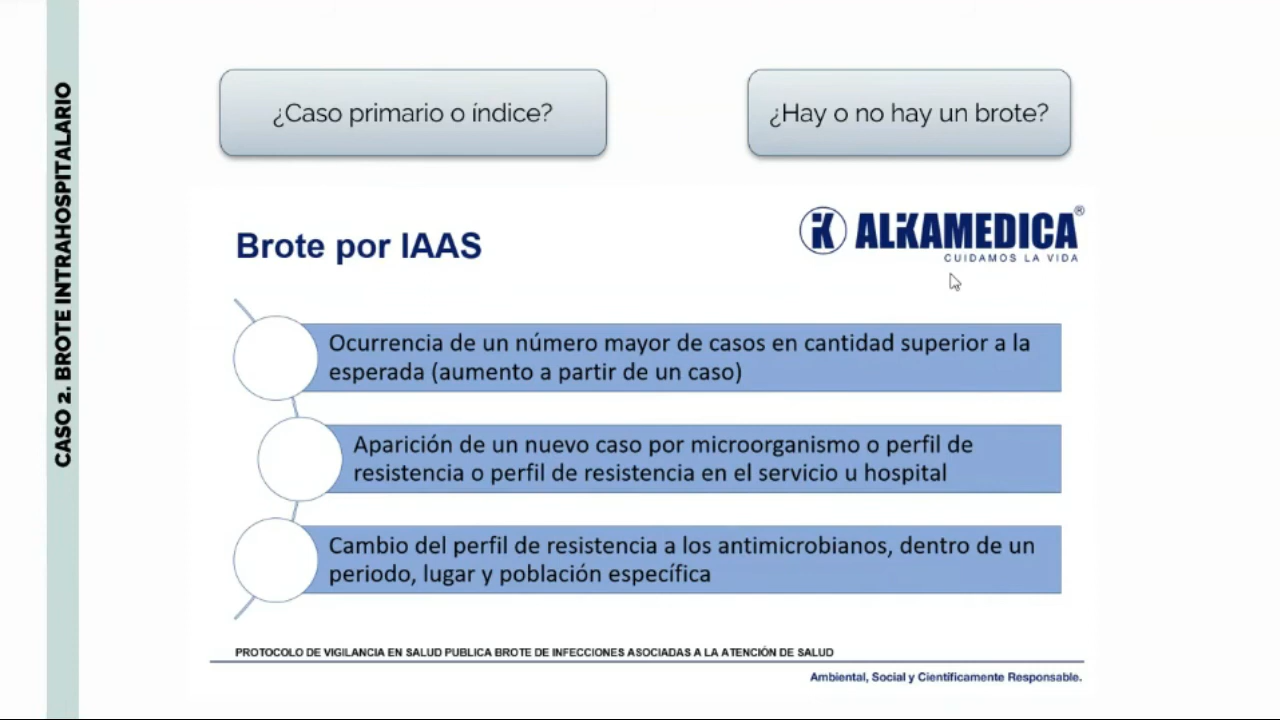 CASO 2. BROTE INTRAHOSPITALARIO
¿Caso primario o índice?
¿Hay o no hay un brote?
Brote por IAAS
ALKAMEDICA®
CUIDAMOS LA VIDA
Ocurrencia de un número mayor de casos en cantidad superior a la
esperada (aumento a partir de un caso)
Aparición de un nuevo caso por microorganismo o perfil de
resistencia o perfil de resistencia en el servicio u hospital
Cambio del perfil de resistencia a los antimicrobianos, dentro de un
periodo, lugar y población específica
PROTOCOLO DE VIGILANCIA EN SALUD PUBLICA BROTE DE INFECCIONES ASOCIADAS A LA ATENCIÓN DE SALUD
Ambiental, Social y Científicamente Responsable.